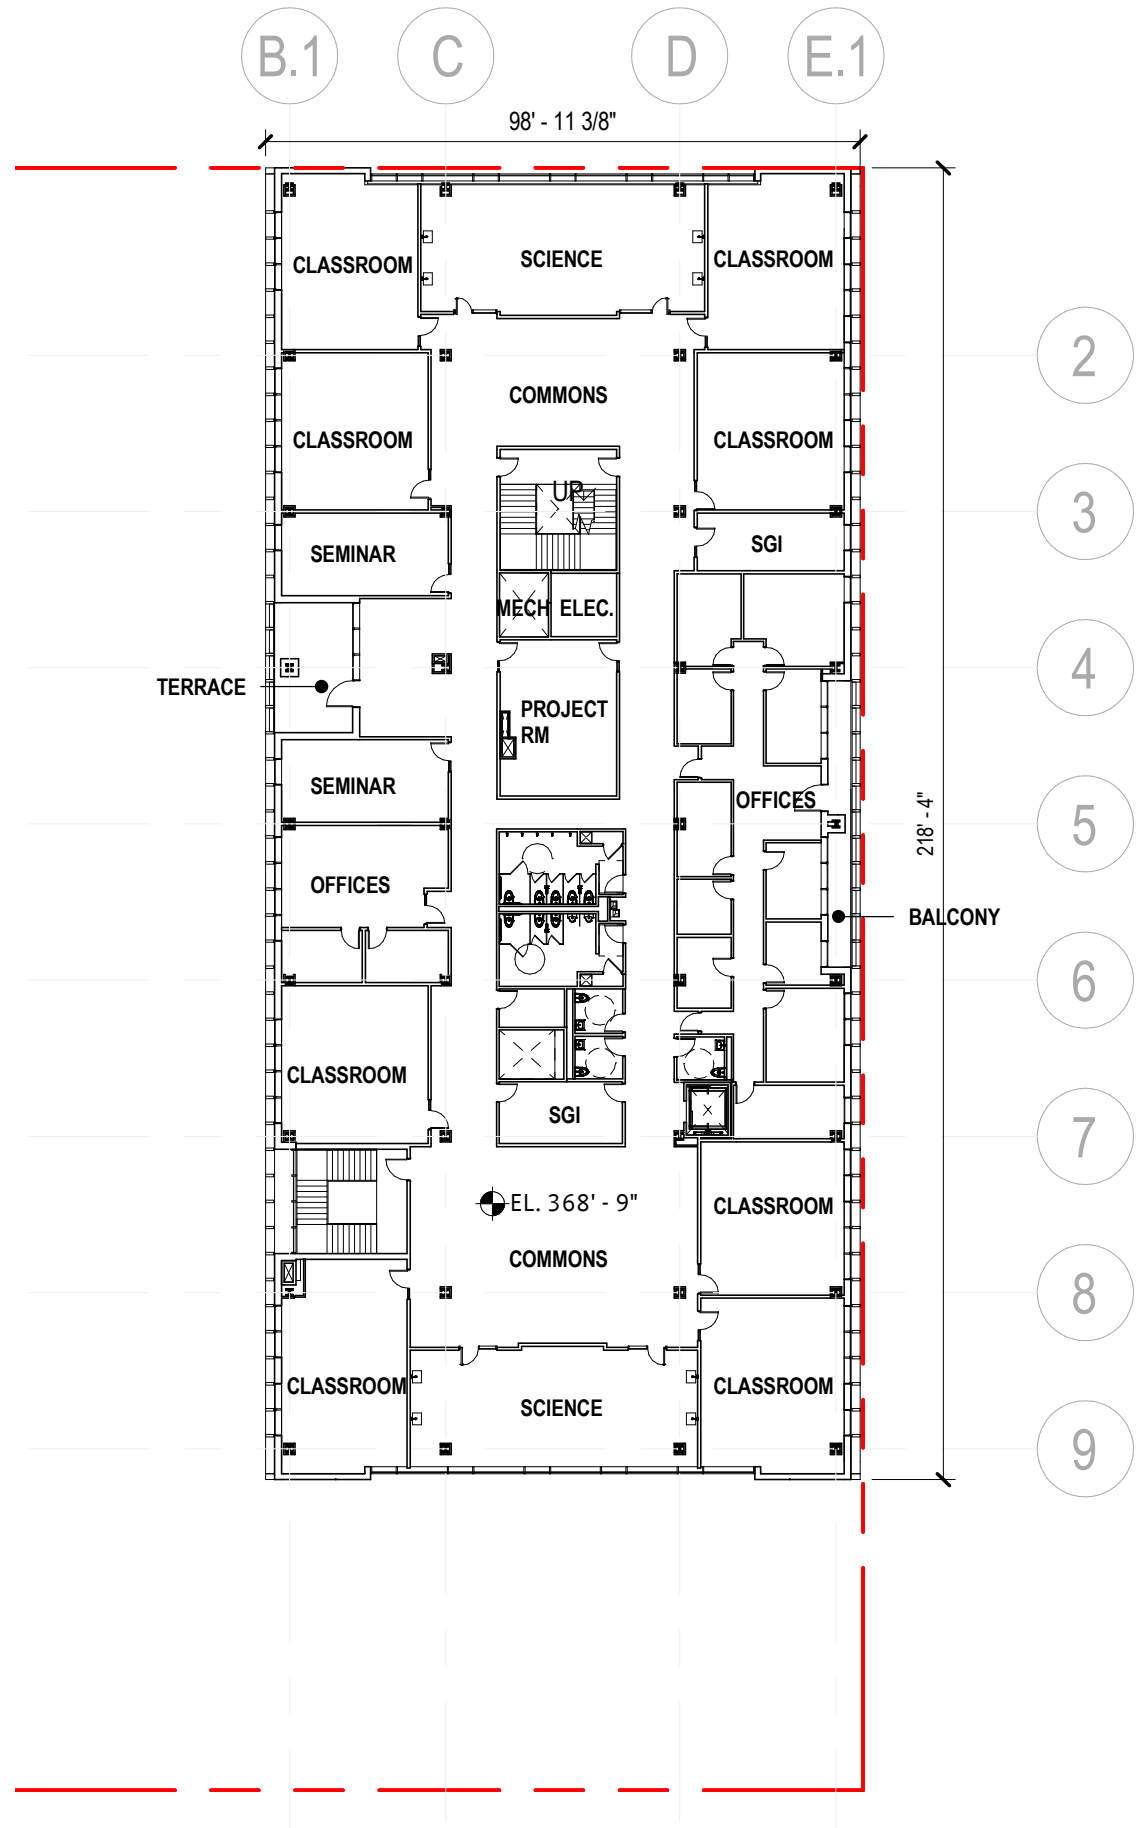 B.1
C
D
E.1
98' - 11 3/8"
CLASSROOM
SCIENCE
CLASSROOM
2
COMMONS
CLASSROOM
CLASSROOM
UP
3
SEMINAR
SGI
MECH
ELEC.
4
TERRACE
PROJECT
RM
SEMINAR
OFFICES
218' - 4"
5
OFFICES
BALCONY
6
CLASSROOM
SGI
7
EL. 368' - 9"
CLASSROOM
COMMONS
8
CLASSROOM
SCIENCE
CLASSROOM
9